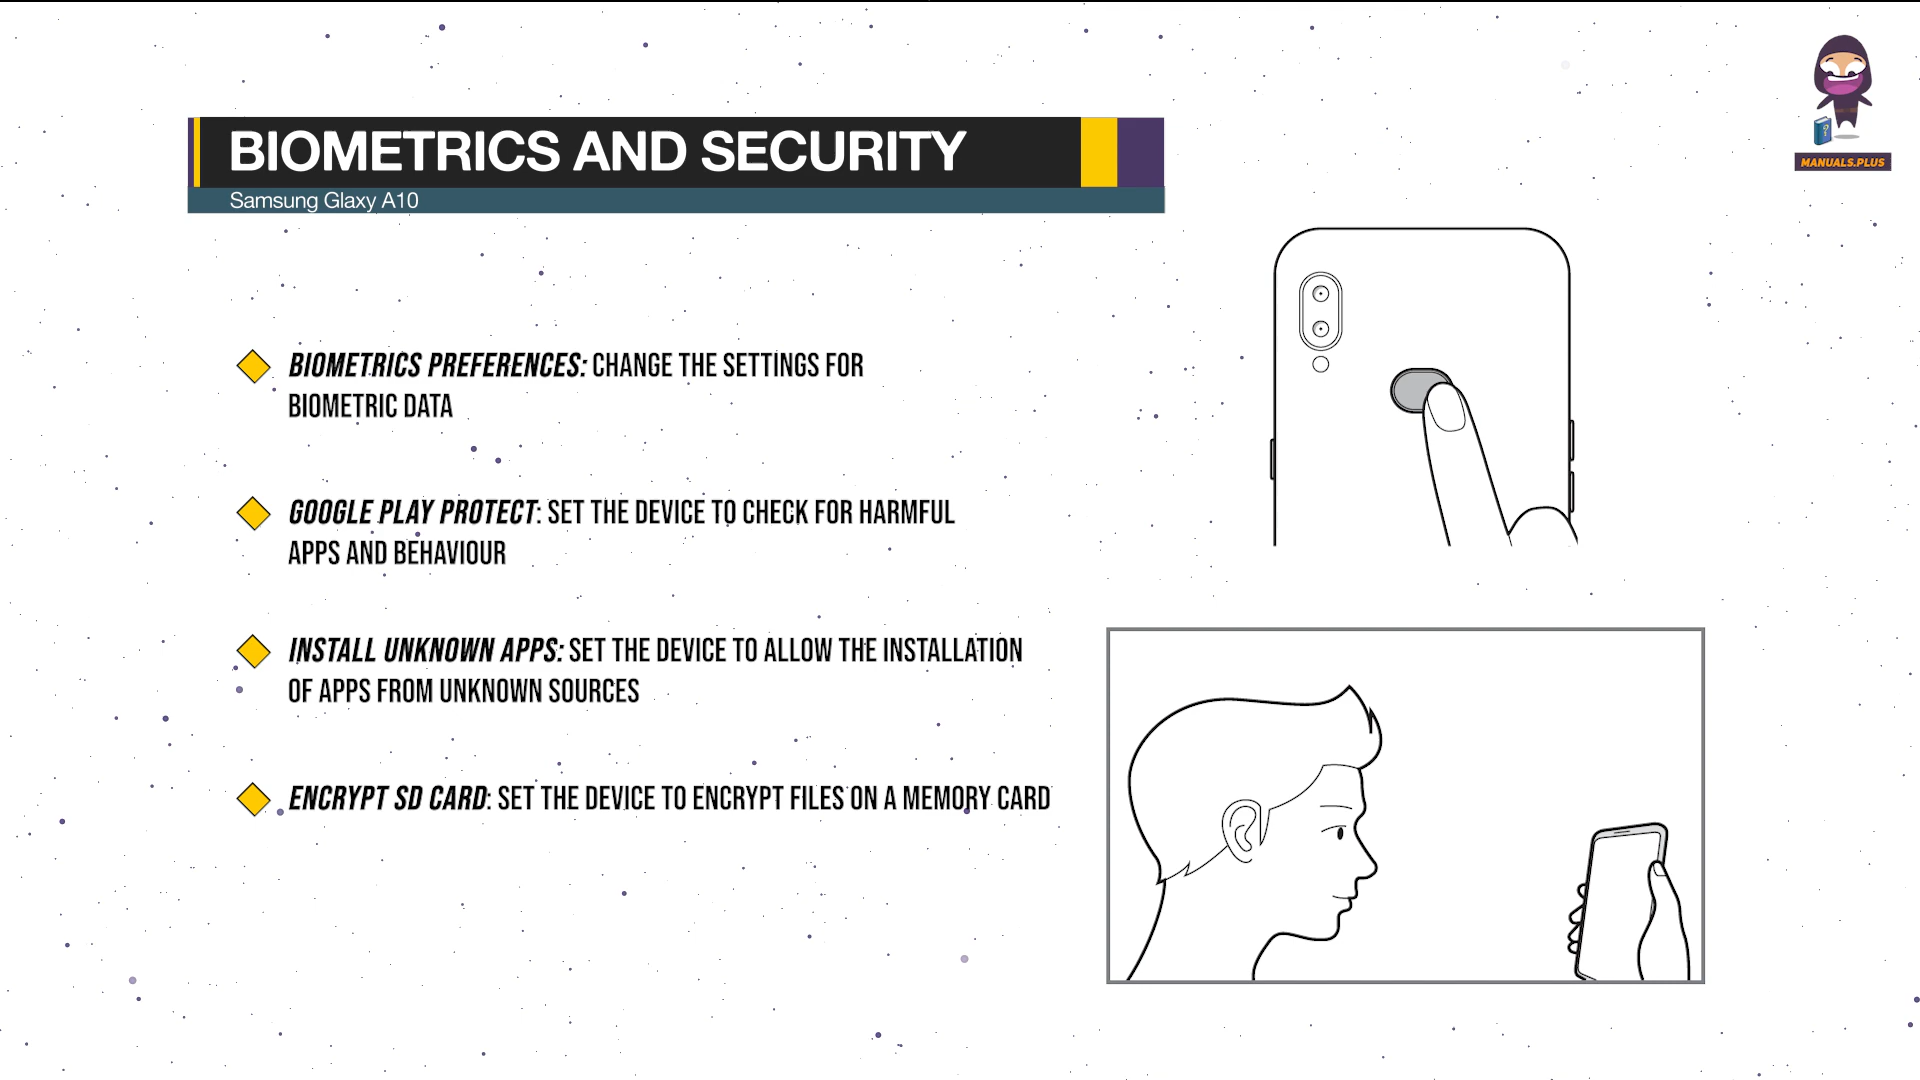 BIOMETRICS AND SECURITY
Samsung Glaxy A10
MANUALS.PLUS
BIOMETRICS PREFERENCES: CHANGE THE SETTINGS FOR
BIOMETRIC DATA
GOOGLE PLAY PROTECT: SET THE DEVICE TO CHECK FOR HARMFUL
APPS AND BEHAVIOUR
INSTALL UNKNOWN APPS: SET THE DEVICE TO ALLOW THE INSTALLATION
OF APPS FROM UNKNOWN SOURCES
ENCRYPT SD CARD: SET THE DEVICE TO ENCRYPT FILES ON A MEMORY CARD